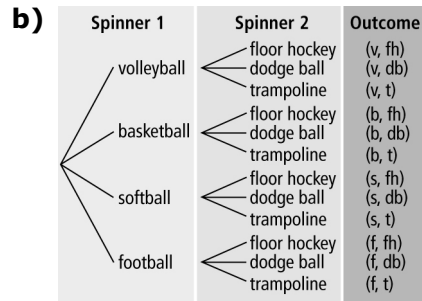 b) Spinner 1 Spinner 2 Outcome
floor hockey (v, fh)
volleyball dodge ball (v, db)
trampoline (v, t)
floor hockey (b, fh)
basketball dodge ball (b, db)
trampoline (b, t)
floor hockey (s, fh)
softball dodge ball (s, db)
trampoline (s, t)
floor hockey (f, fh)
football dodge ball (f, db)
trampoline (f, t)